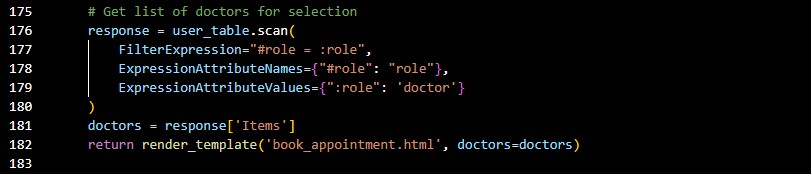 175 # Get list of doctors for selection
176 response = user_table.scan(
177 FilterExpression="#role = :role",
178 ExpressionAttributeNames={"#role": "role"},
179 ExpressionAttributeValues={":role": 'doctor'}
180 )
181 doctors = response['Items']
182 return render_template('book_appointment.html', doctors=doctors)
183